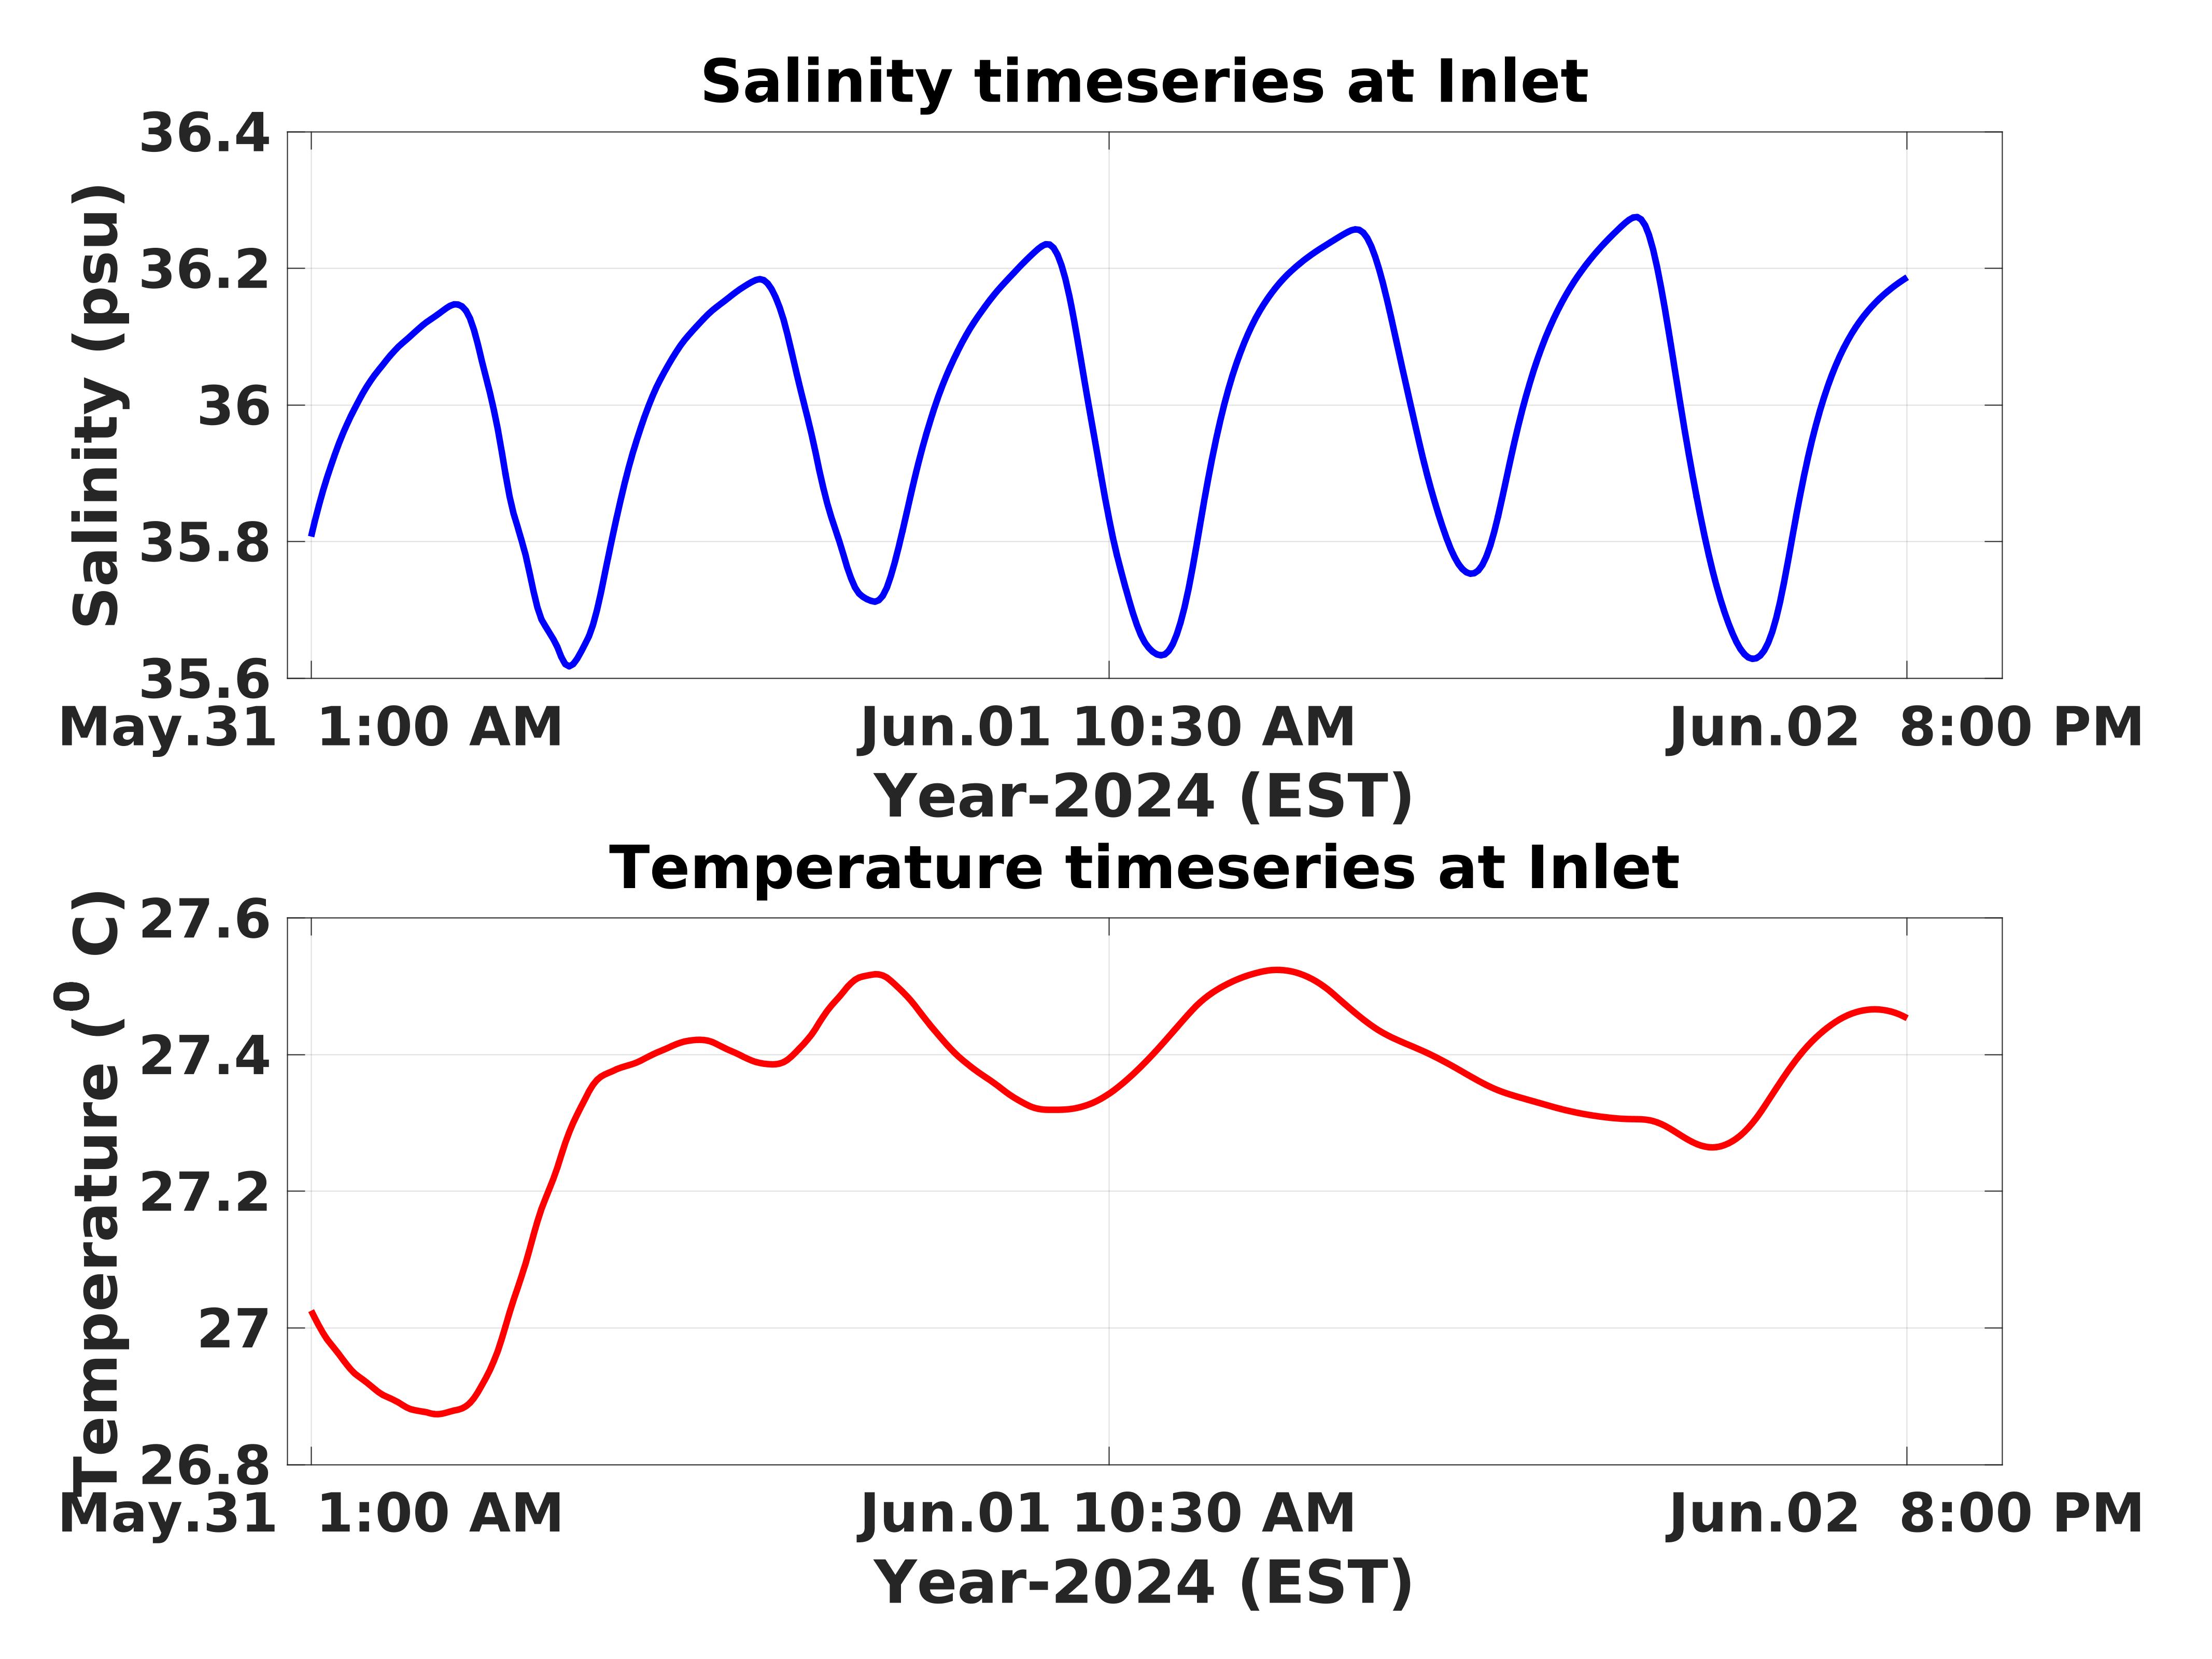 Salinity timeseries at Inlet
Salinity (psu)
36.4
36.2
36
35.8
35.6
May.31 1:00 AM Jun.01 10:30 AM Jun.02 8:00 PM
Year-2024 (EST)
Temperature timeseries at Inlet
Temperature (⁰ C)
27.6
27.4
27.2
27
26.8
May.31 1:00 AM Jun.01 10:30 AM Jun.02 8:00 PM
Year-2024 (EST)